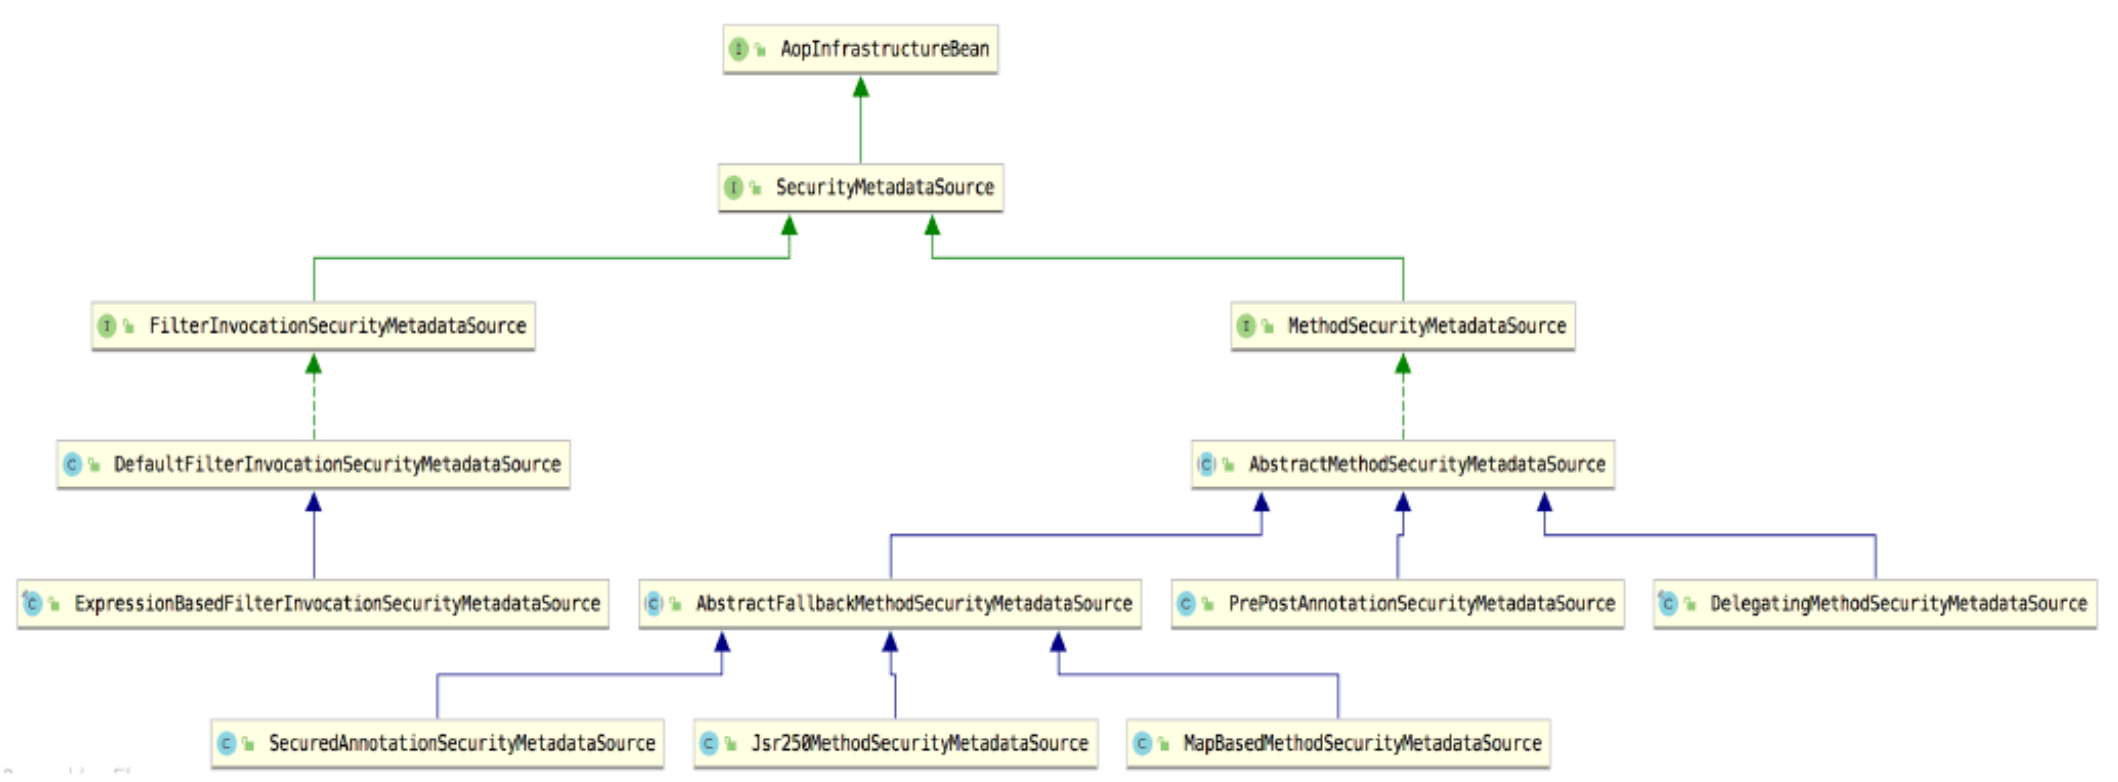 AopInfrastructureBean
SecurityMetadataSource
FilterInvocationSecurityMetadataSource
MethodSecurityMetadataSource
DefaultFilterInvocationSecurityMetadataSource
AbstractMethodSecurityMetadataSource
ExpressionBasedFilterInvocationSecurityMetadataSource
AbstractFallbackMethodSecurityMetadataSource
PrePostAnnotationSecurityMetadataSource
DelegatingMethodSecurityMetadataSource
SecuredAnnotationSecurityMetadataSource
Jsr250MethodSecurityMetadataSource
MapBasedMethodSecurityMetadataSource